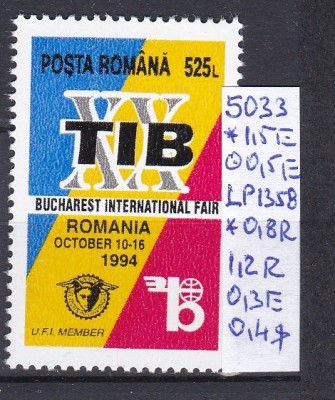 POȘTA ROMÂNĂ 525L
XX
TIB
BUCHAREST INTERNATIONAL FAIR
ROMANIA
OCTOBER 10-16
1994
U.F.I. MEMBER
5033
*1,5E
⊙0,5E
LP1358
*0,8R
1,2R
0,3E
0,4$